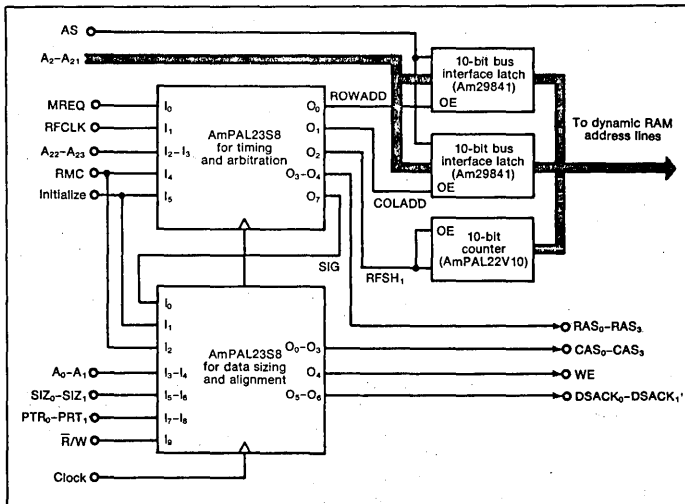 AS
A2–A21
MREQ
RFCLK
A22–A23
RMC
Initialize
I0
I1
I2–I3
I4
I5
AmPAL23S8
for timing
and arbitration
O0
O1
O2
O3–O4
O7
ROWADD
COLADD
SIG
RFSH1
10-bit bus
interface latch
(Am29841)
OE
10-bit bus
interface latch
(Am29841)
OE
OE
10-bit
counter
(AmPAL22V10)
To dynamic RAM
address lines
I0
I1
I2
I3–I4
I5–I6
I7–I8
I9
AmPAL23S8
for data sizing
and alignment
O0–O3
O4
O5–O6
A0–A1
SIZ0–SIZ1
PTR0–PRT1
R̅/W
Clock
RAS0–RAS3
CAS0–CAS3
WE
DSACK0–DSACK1'